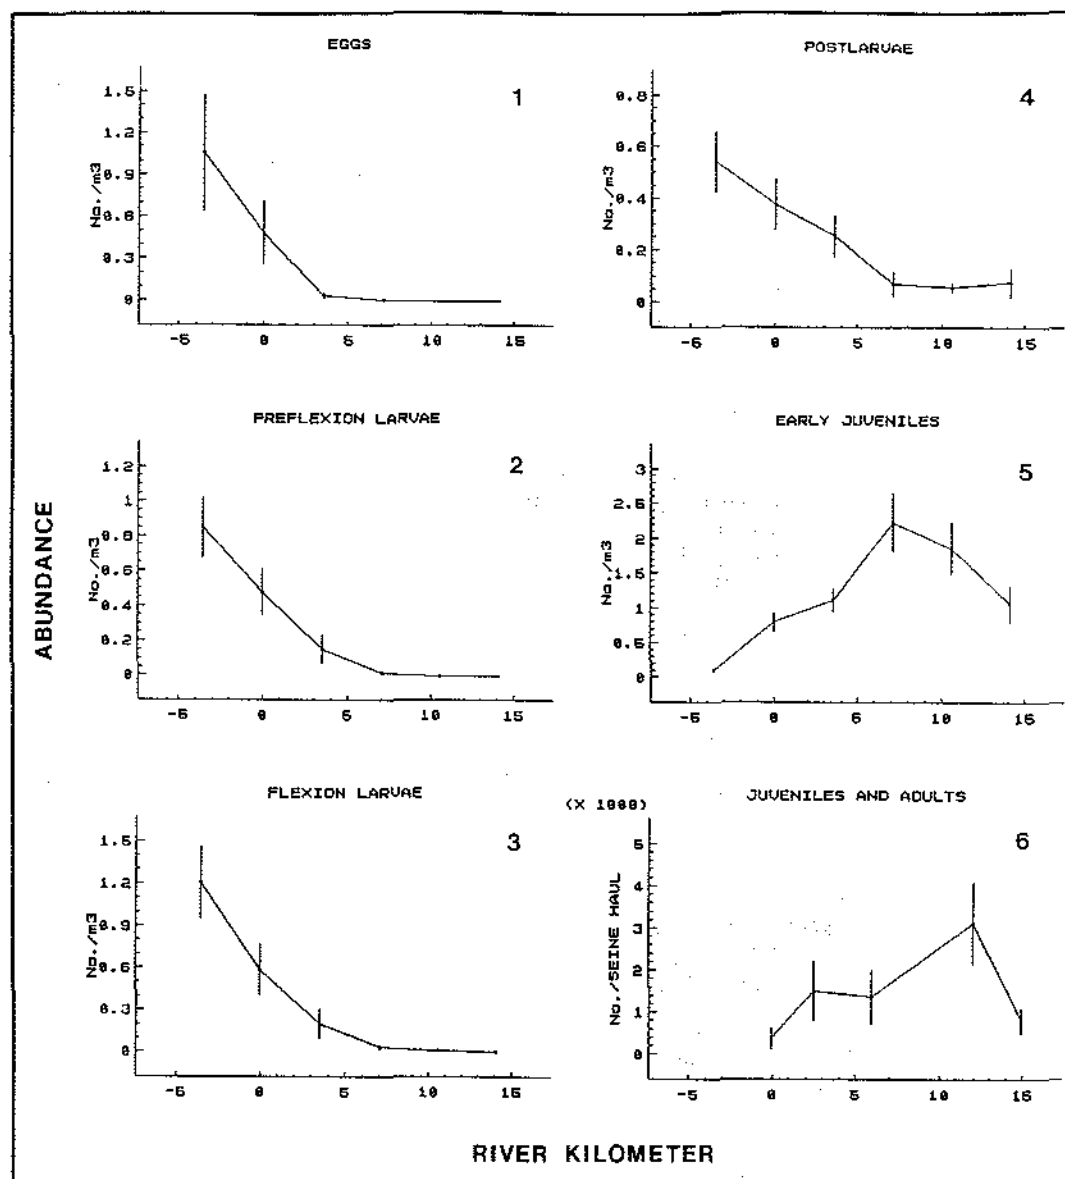 EGGS
1
No./m3
1.5
1.2
0.9
0.6
0.3
0
-5 0 5 10 15
POSTLARVAE
4
No./m3
0.8
0.6
0.4
0.2
0
-5 0 5 10 15
PREFLEXION LARVAE
2
No./m3
1.2
1
0.8
0.6
0.4
0.2
0
-5 0 5 10 15
EARLY JUVENILES
5
No./m3
3
2.5
2
1.5
1
0.5
0
-5 0 5 10 15
ABUNDANCE
FLEXION LARVAE
3
No./m3
1.5
1.2
0.9
0.6
0.3
0
-5 0 5 10 15
(X 1000)
JUVENILES AND ADULTS
6
No./SEINE HAUL
5
4
3
2
1
0
-5 0 5 10 15
RIVER KILOMETER